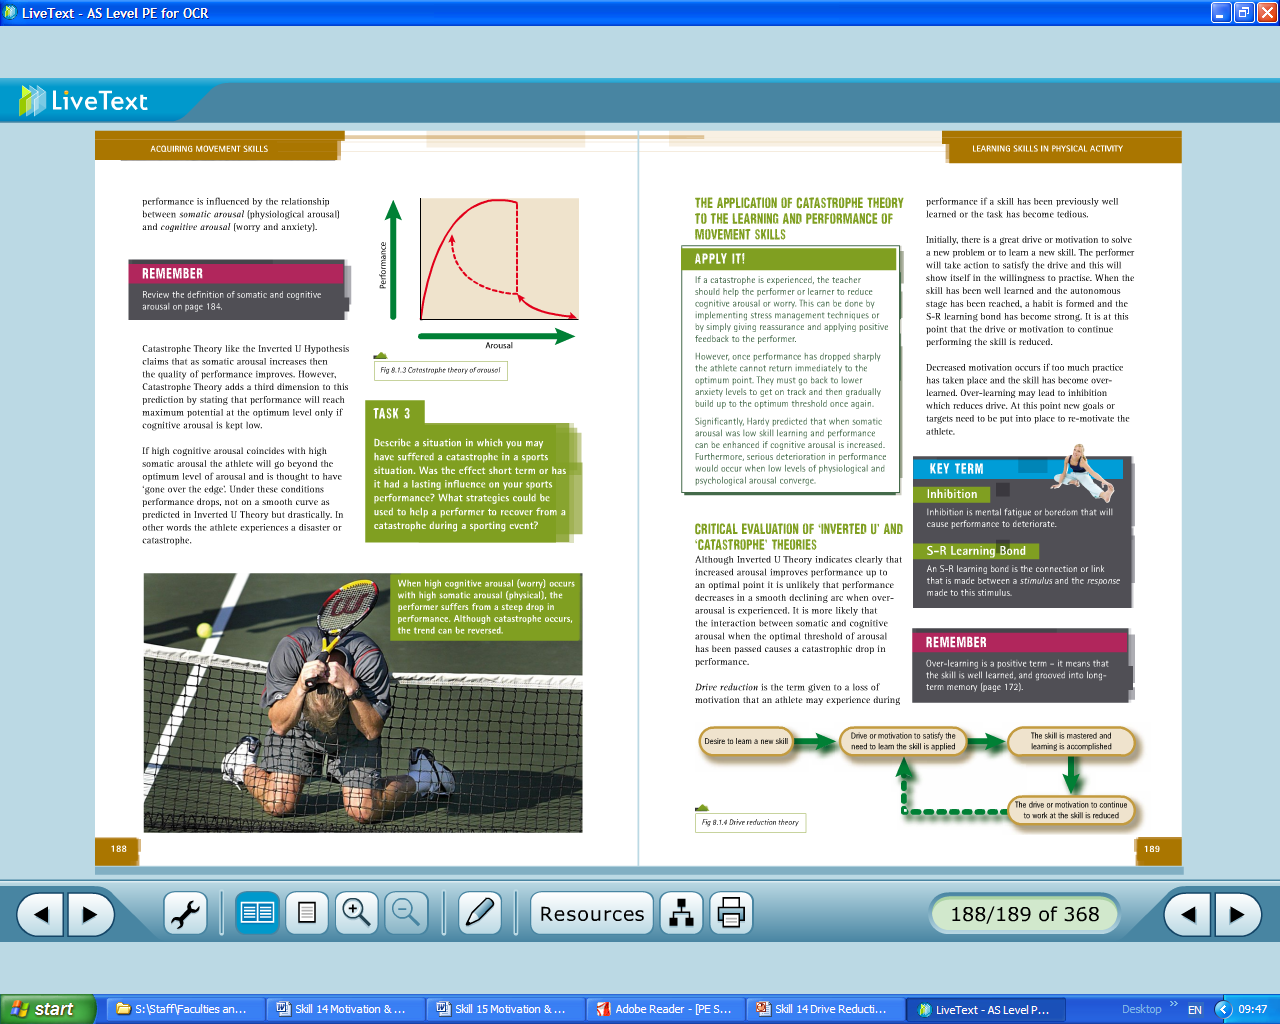 LiveText - AS Level PE for OCR
LiveText
ACQUIRING MOVEMENT SKILLS
performance is influenced by the relationship
between somatic arousal (physiological arousal)
and cognitive arousal (worry and anxiety).
REMEMBER
Review the definition of somatic and cognitive
arousal on page 184.
Catastrophe Theory like the Inverted U Hypothesis
claims that as somatic arousal increases then
the quality of performance improves. However,
Catastrophe Theory adds a third dimension to this
prediction by stating that performance will reach
maximum potential at the optimum level only if
cognitive arousal is kept low.
If high cognitive arousal coincides with high
somatic arousal the athlete will go beyond the
optimum level of arousal and is thought to have
'gone over the edge'. Under these conditions
performance drops, not on a smooth curve as
predicted in Inverted U Theory but drastically. In
other words the athlete experiences a disaster or
catastrophe.
Performance
Arousal
Fig 8.1.3 Catastrophe theory of arousal
TASK 3
Describe a situation in which you may
have suffered a catastrophe in a sports
situation. Was the effect short term or has
it had a lasting influence on your sports
performance? What strategies could be
used to help a performer to recover from a
catastrophe during a sporting event?
When high cognitive arousal (worry) occurs
with high somatic arousal (physical), the
performer suffers from a steep drop in
performance. Although catastrophe occurs,
the trend can be reversed.
188
LEARNING SKILLS IN PHYSICAL ACTIVITY
THE APPLICATION OF CATASTROPHE THEORY
TO THE LEARNING AND PERFORMANCE OF
MOVEMENT SKILLS
APPLY IT!
If a catastrophe is experienced, the teacher
should help the performer or learner to reduce
cognitive arousal or worry. This can be done by
implementing stress management techniques or
by simply giving reassurance and applying positive
feedback to the performer.
However, once performance has dropped sharply
the athlete cannot return immediately to the
optimum point. They must go back to lower
anxiety levels to get on track and then gradually
build up to the optimum threshold once again.
Significantly, Hardy predicted that when somatic
arousal was low skill learning and performance
can be enhanced if cognitive arousal is increased.
Furthermore, serious deterioration in performance
would occur when low levels of physiological and
psychological arousal converge.
CRITICAL EVALUATION OF 'INVERTED U' AND
'CATASTROPHE' THEORIES
Although Inverted U Theory indicates clearly that
increased arousal improves performance up to
an optimal point it is unlikely that performance
decreases in a smooth declining arc when over-
arousal is experienced. It is more likely that
the interaction between somatic and cognitive
arousal when the optimal threshold of arousal
has been passed causes a catastrophic drop in
performance.
Drive reduction is the term given to a loss of
motivation that an athlete may experience during
performance if a skill has been previously well
learned or the task has become tedious.
Initially, there is a great drive or motivation to solve
a new problem or to learn a new skill. The performer
will take action to satisfy the drive and this will
show itself in the willingness to practise. When the
skill has been well learned and the autonomous
stage has been reached, a habit is formed and the
S-R learning bond has become strong. It is at this
point that the drive or motivation to continue
performing the skill is reduced.
Decreased motivation occurs if too much practice
has taken place and the skill has become over-
learned. Over-learning may lead to inhibition
which reduces drive. At this point new goals or
targets need to be put into place to re-motivate the
athlete.
KEY TERM
Inhibition
Inhibition is mental fatigue or boredom that will
cause performance to deteriorate.
S-R Learning Bond
An S-R learning bond is the connection or link
that is made between a stimulus and the response
made to this stimulus.
REMEMBER
Over-learning is a positive term – it means that
the skill is well learned, and grooved into long-
term memory (page 172).
Desire to learn a new skill
Drive or motivation to satisfy the
need to learn the skill is applied
The skill is mastered and
learning is accomplished
The drive or motivation to continue
to work at the skill is reduced
Fig 8.1.4 Drive reduction theory
189
Resources
188/189 of 368
start
S:\Staff\Faculties an...
Skill 14 Motivation & ...
Skill 15 Motivation & ...
Adobe Reader - [PE S...
Skill 14 Drive Reducti...
LiveText - AS Level P...
Desktop
EN
09:47